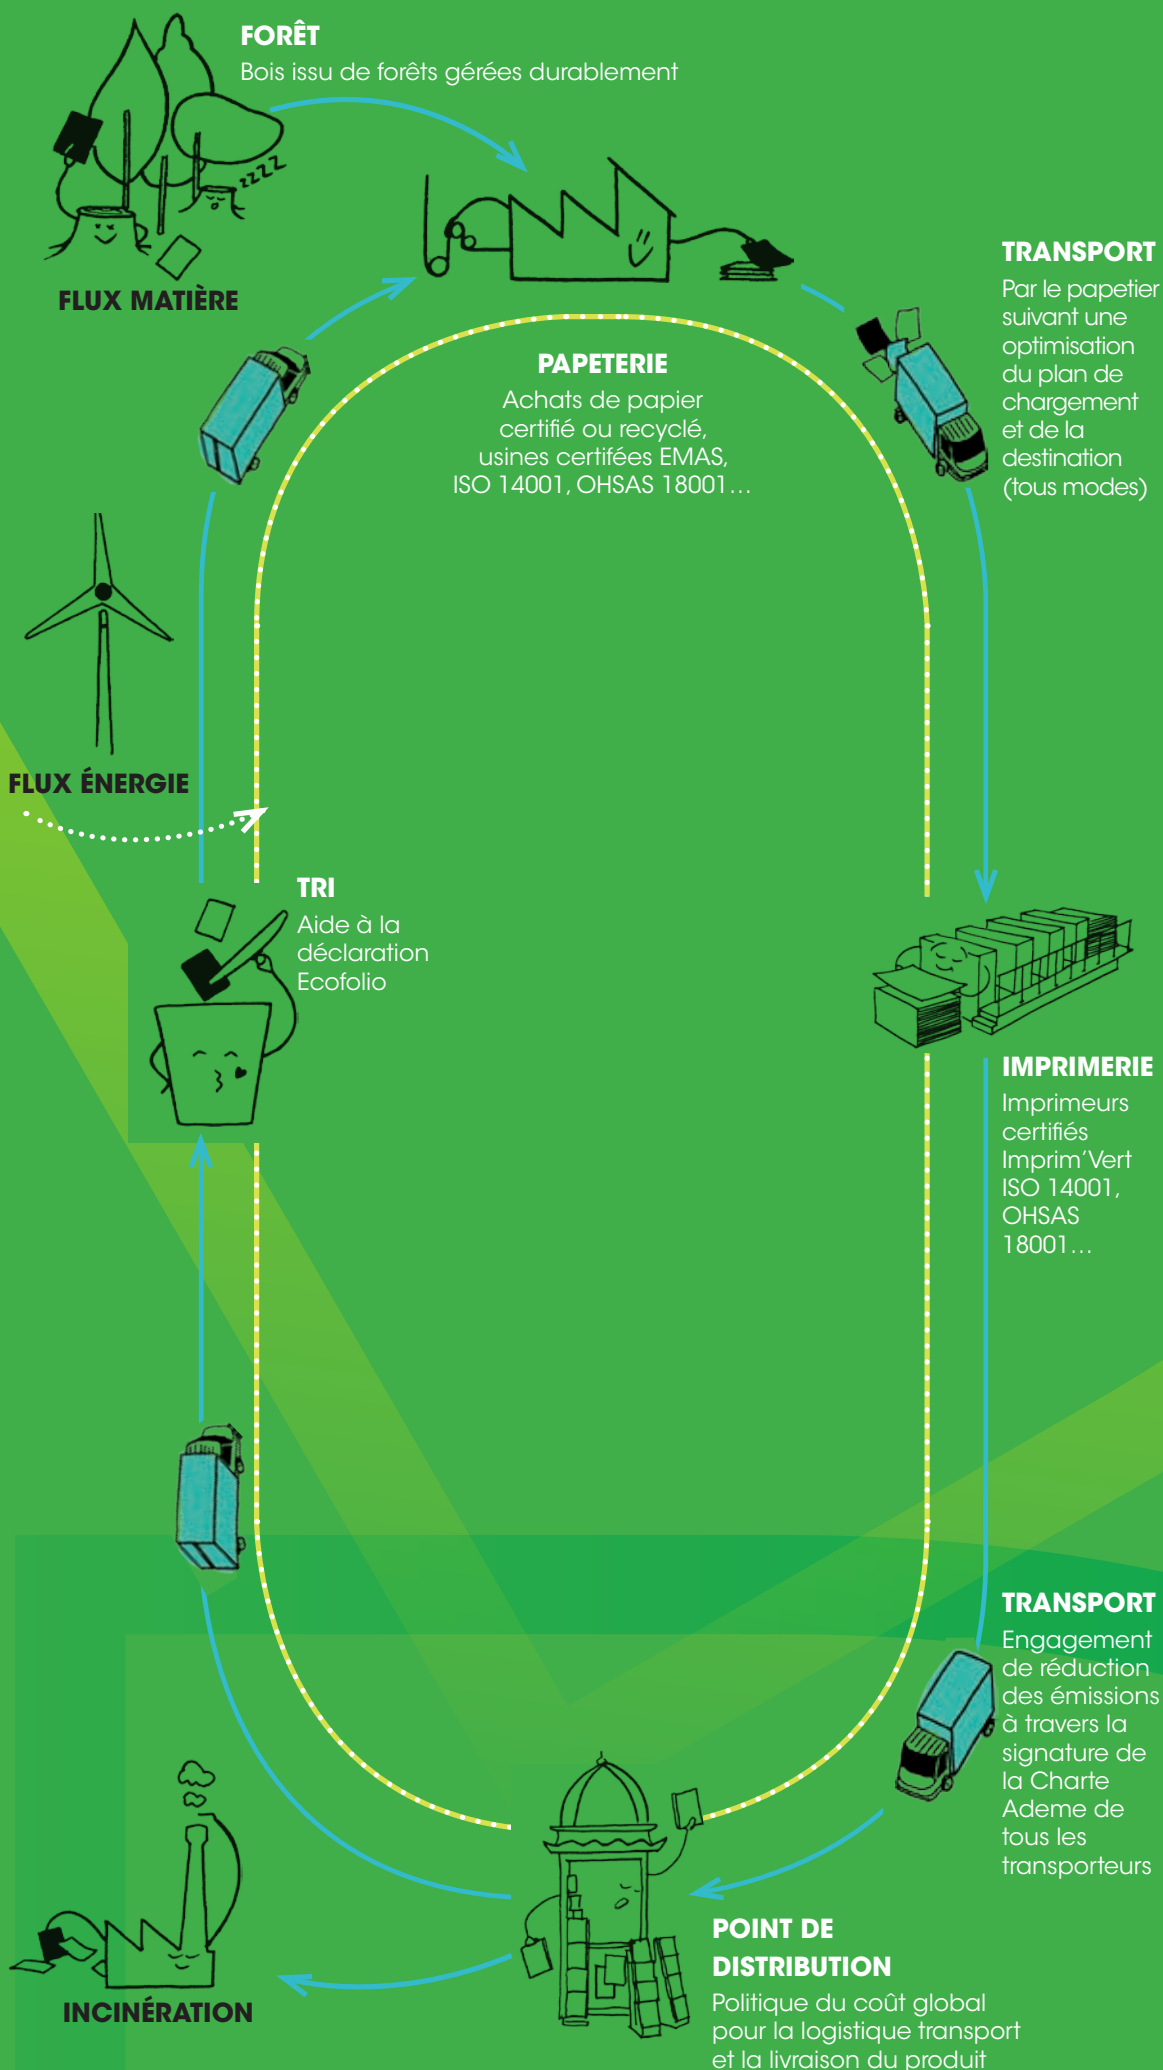 FORÊT
Bois issu de forêts gérées durablement
zzzz
FLUX MATIÈRE
TRANSPORT
Par le papetier
suivant une
optimisation
du plan de
chargement
et de la
destination
(tous modes)
PAPETERIE
Achats de papier
certifié ou recyclé,
usines certifées EMAS,
ISO 14001, OHSAS 18001…
FLUX ÉNERGIE
TRI
Aide à la
déclaration
Ecofolio
IMPRIMERIE
Imprimeurs
certifiés
Imprim’Vert
ISO 14001,
OHSAS
18001…
TRANSPORT
Engagement
de réduction
des émissions
à travers la
signature de
la Charte
Ademe de
tous les
transporteurs
POINT DE
DISTRIBUTION
Politique du coût global
pour la logistique transport
et la livraison du produit
INCINÉRATION